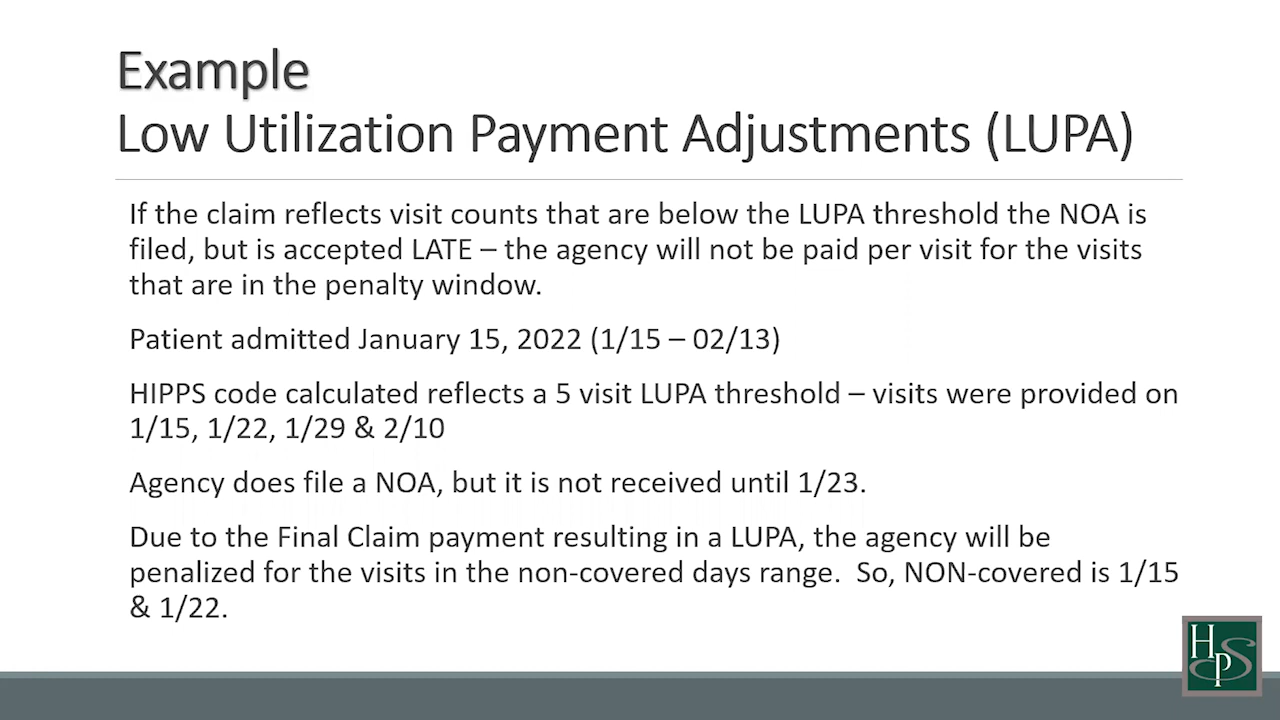 Example
Low Utilization Payment Adjustments (LUPA)
If the claim reflects visit counts that are below the LUPA threshold the NOA is
filed, but is accepted LATE – the agency will not be paid per visit for the visits
that are in the penalty window.
Patient admitted January 15, 2022 (1/15 – 02/13)
HIPPS code calculated reflects a 5 visit LUPA threshold – visits were provided on
1/15, 1/22, 1/29 & 2/10
Agency does file a NOA, but it is not received until 1/23.
Due to the Final Claim payment resulting in a LUPA, the agency will be
penalized for the visits in the non-covered days range.  So, NON-covered is 1/15
& 1/22.
HPS